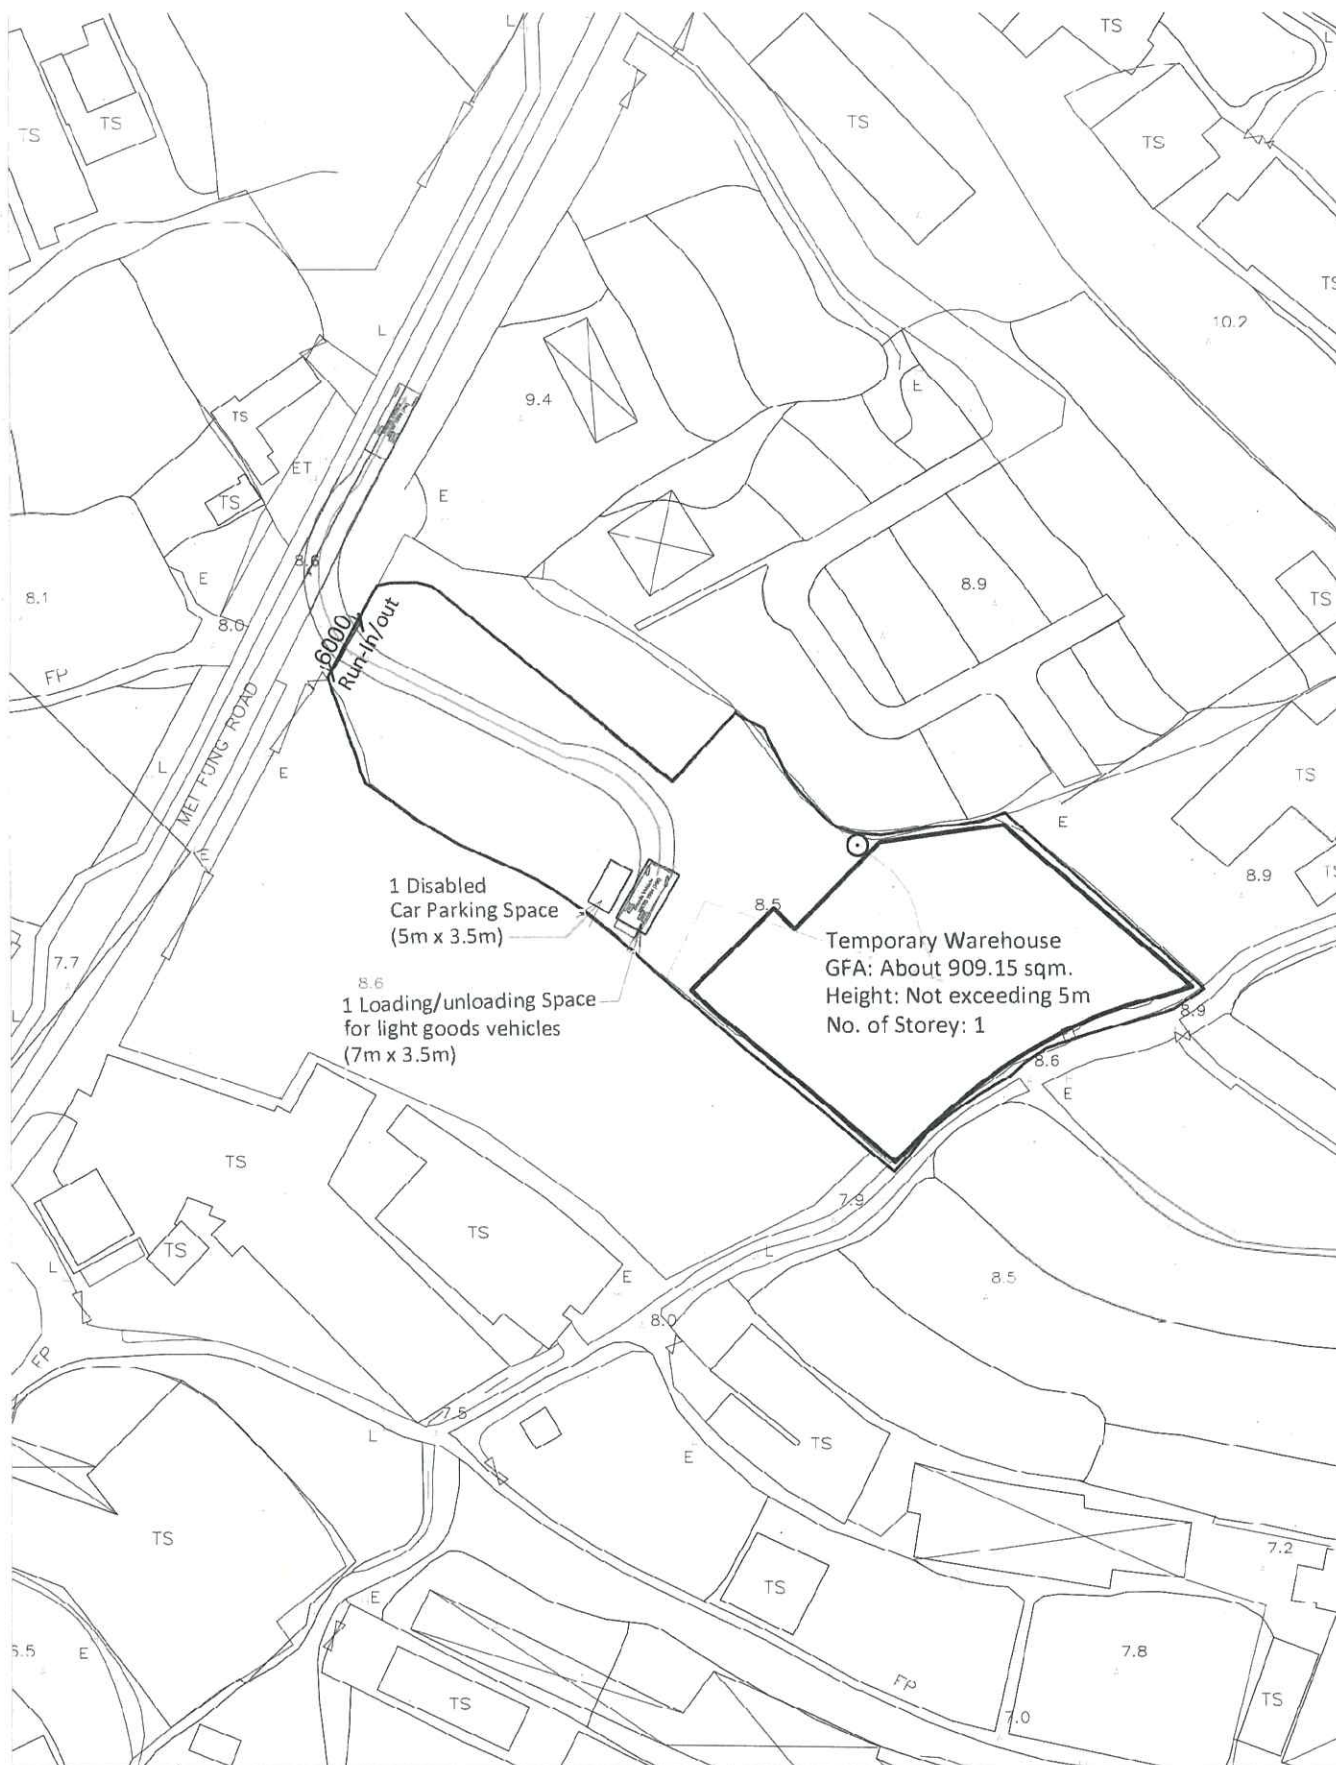 L
TS
TS
TS
TS
TS
L
TS
10.2
L
9.4
E
TS
ET
TS
E
8.6
8.1
E
8.0
8.9
TS
FP
6000
Run-In/out
MEI FUNG ROAD
L
E
E
TS
E
8.9
TS
1 Disabled
Car Parking Space
(5m x 3.5m)
8.5
Temporary Warehouse
GFA: About 909.15 sqm.
Height: Not exceeding 5m
No. of Storey: 1
7.7
8.6
1 Loading/unloading Space
for light goods vehicles
(7m x 3.5m)
L
8.9
8.6
E
TS
7.9
TS
TS
L
L
E
8.5
8.0
FP
7.5
L
TS
E
TS
7.2
TS
E
E
7.8
TS
FP
TS
7.0